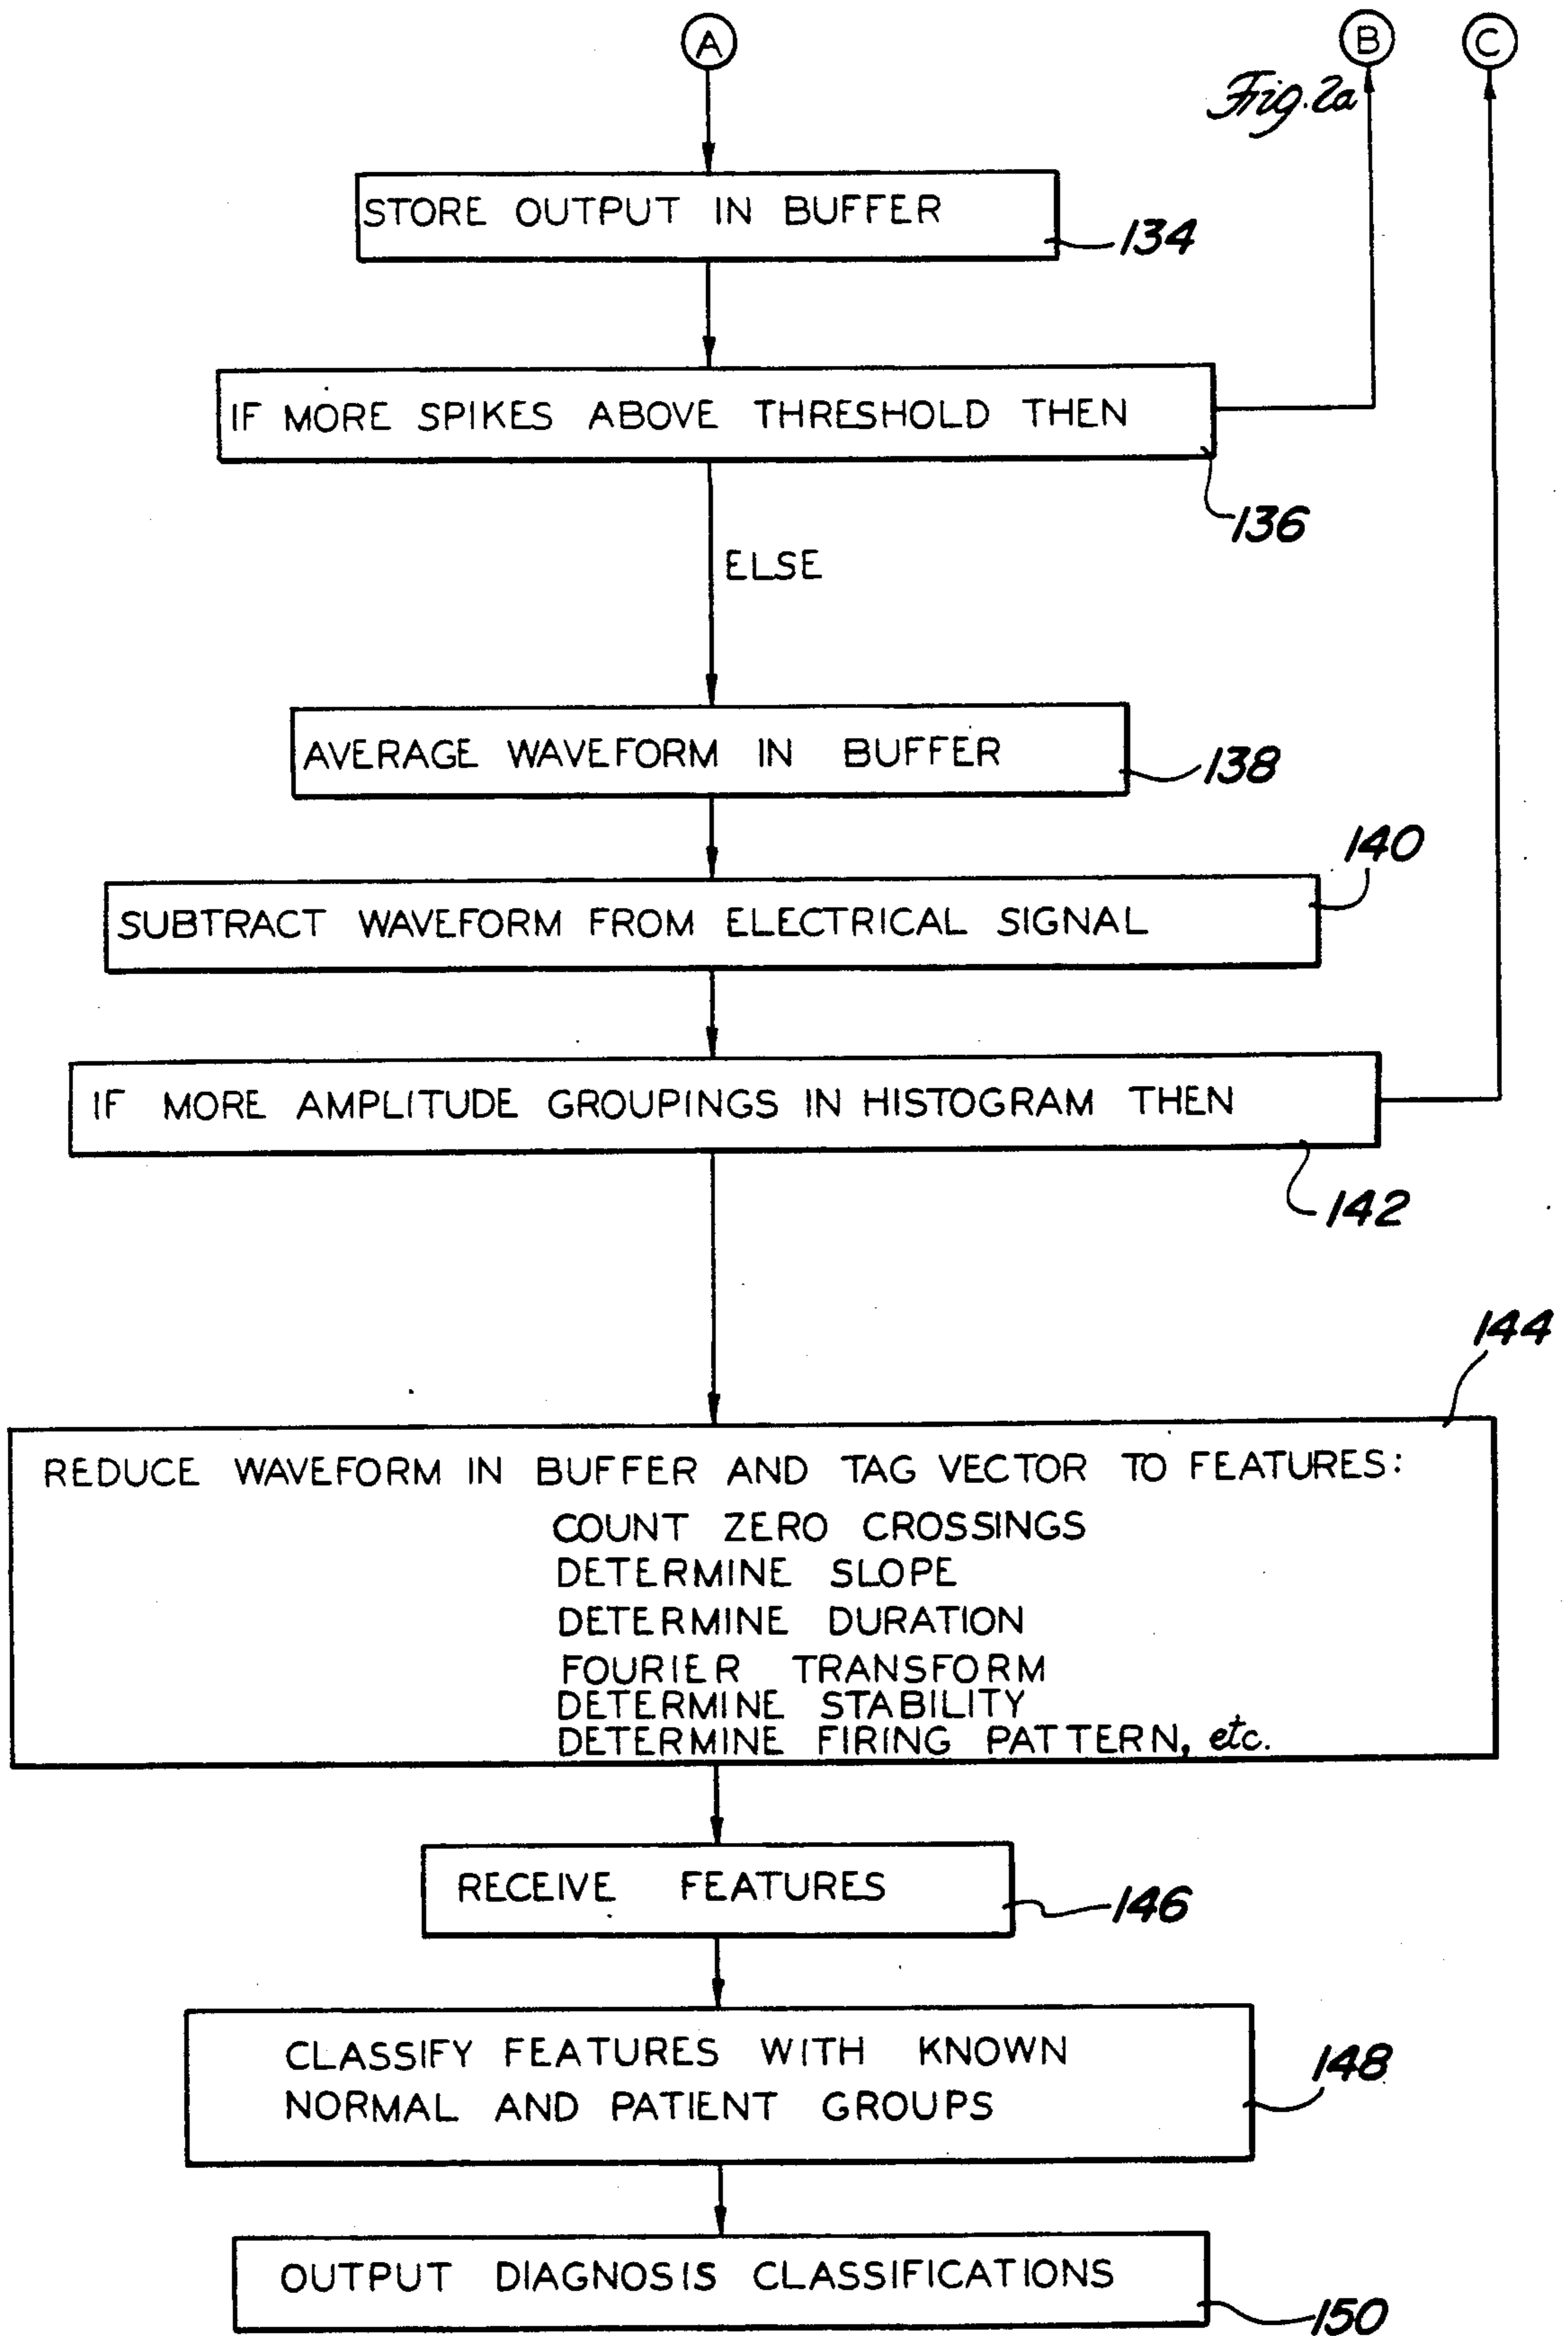 A
B
C
Fig. 2a
STORE OUTPUT IN BUFFER
134
IF MORE SPIKES ABOVE THRESHOLD THEN
136
ELSE
AVERAGE WAVEFORM IN BUFFER
138
140
SUBTRACT WAVEFORM FROM ELECTRICAL SIGNAL
IF MORE AMPLITUDE GROUPINGS IN HISTOGRAM THEN
142
144
REDUCE WAVEFORM IN BUFFER AND TAG VECTOR TO FEATURES:
COUNT ZERO CROSSINGS
DETERMINE SLOPE
DETERMINE DURATION
FOURIER TRANSFORM
DETERMINE STABILITY
DETERMINE FIRING PATTERN, etc.
RECEIVE FEATURES
146
CLASSIFY FEATURES WITH KNOWN
NORMAL AND PATIENT GROUPS
148
OUTPUT DIAGNOSIS CLASSIFICATIONS
150